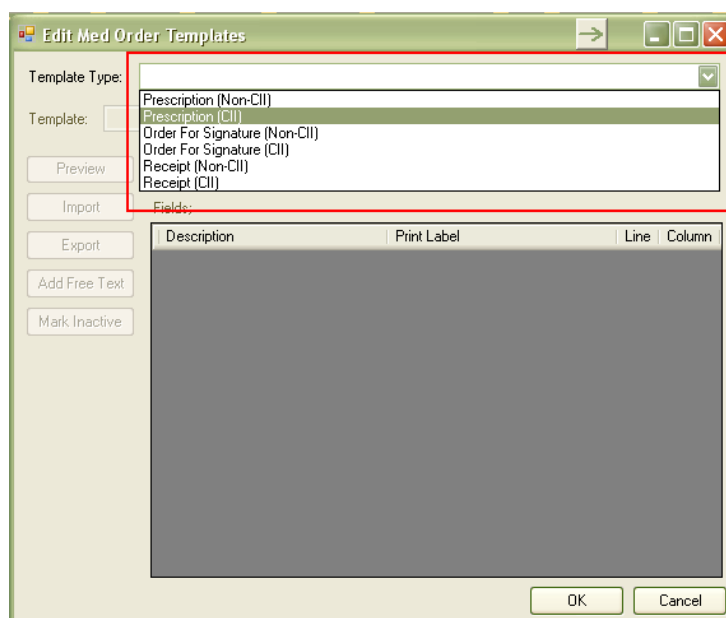 Edit Med Order Templates
Template Type:
Prescription (Non-CII)
Prescription (CII)
Order For Signature (Non-CII)
Order For Signature (CII)
Receipt (Non-CII)
Receipt (CII)
Template:
Preview
Import
Export
Add Free Text
Mark Inactive
Fields:
Description Print Label Line Column
OK Cancel